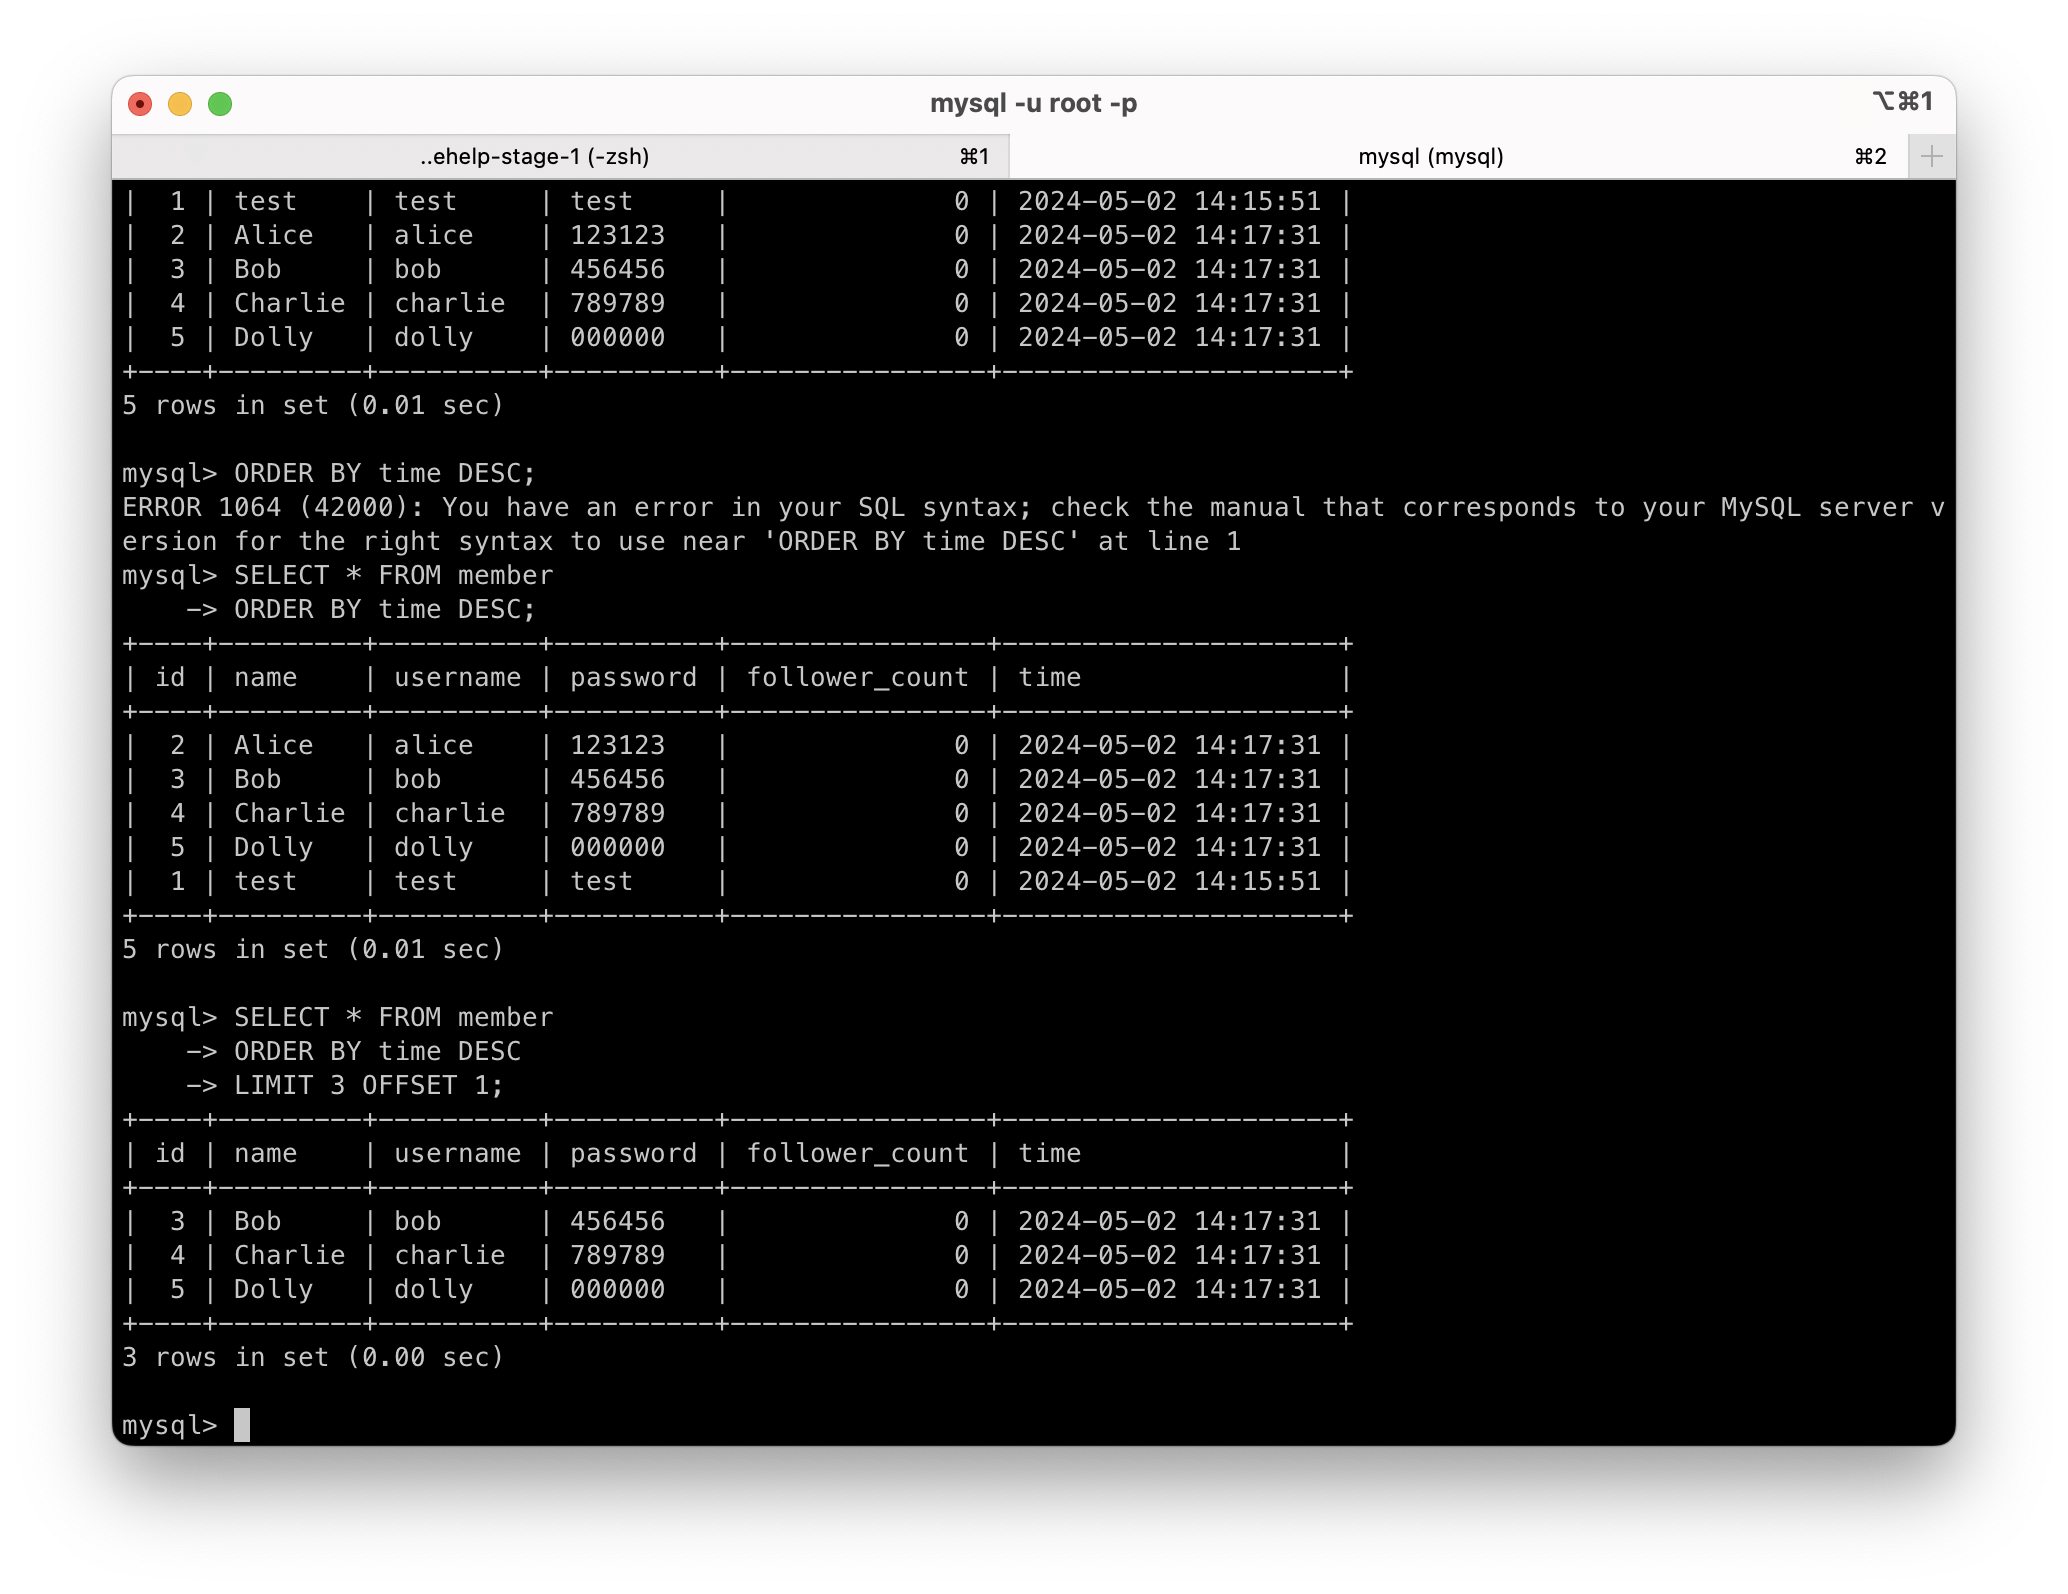 mysql -u root -p
⌥⌘1
..ehelp-stage-1 (-zsh) ⌘1 mysql (mysql) ⌘2 +
|  1 | test    | test     | test     |              0 | 2024-05-02 14:15:51 |
|  2 | Alice   | alice    | 123123   |              0 | 2024-05-02 14:17:31 |
|  3 | Bob     | bob      | 456456   |              0 | 2024-05-02 14:17:31 |
|  4 | Charlie | charlie  | 789789   |              0 | 2024-05-02 14:17:31 |
|  5 | Dolly   | dolly    | 000000   |              0 | 2024-05-02 14:17:31 |
+----+---------+----------+----------+----------------+---------------------+
5 rows in set (0.01 sec)
mysql> ORDER BY time DESC;
ERROR 1064 (42000): You have an error in your SQL syntax; check the manual that corresponds to your MySQL server v
ersion for the right syntax to use near 'ORDER BY time DESC' at line 1
mysql> SELECT * FROM member
    -> ORDER BY time DESC;
+----+---------+----------+----------+----------------+---------------------+
| id | name    | username | password | follower_count | time                |
+----+---------+----------+----------+----------------+---------------------+
|  2 | Alice   | alice    | 123123   |              0 | 2024-05-02 14:17:31 |
|  3 | Bob     | bob      | 456456   |              0 | 2024-05-02 14:17:31 |
|  4 | Charlie | charlie  | 789789   |              0 | 2024-05-02 14:17:31 |
|  5 | Dolly   | dolly    | 000000   |              0 | 2024-05-02 14:17:31 |
|  1 | test    | test     | test     |              0 | 2024-05-02 14:15:51 |
+----+---------+----------+----------+----------------+---------------------+
5 rows in set (0.01 sec)
mysql> SELECT * FROM member
    -> ORDER BY time DESC
    -> LIMIT 3 OFFSET 1;
+----+---------+----------+----------+----------------+---------------------+
| id | name    | username | password | follower_count | time                |
+----+---------+----------+----------+----------------+---------------------+
|  3 | Bob     | bob      | 456456   |              0 | 2024-05-02 14:17:31 |
|  4 | Charlie | charlie  | 789789   |              0 | 2024-05-02 14:17:31 |
|  5 | Dolly   | dolly    | 000000   |              0 | 2024-05-02 14:17:31 |
+----+---------+----------+----------+----------------+---------------------+
3 rows in set (0.00 sec)
mysql>